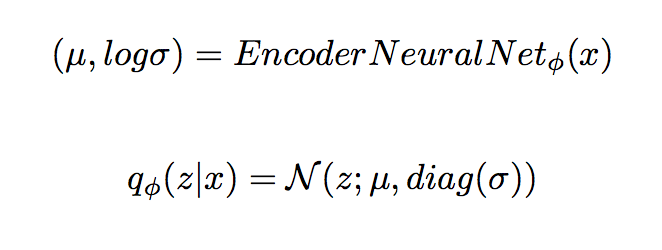 (μ, logσ) = EncoderNeuralNet_ϕ(x)
q_ϕ(z|x) = 𝒩(z; μ, diag(σ))